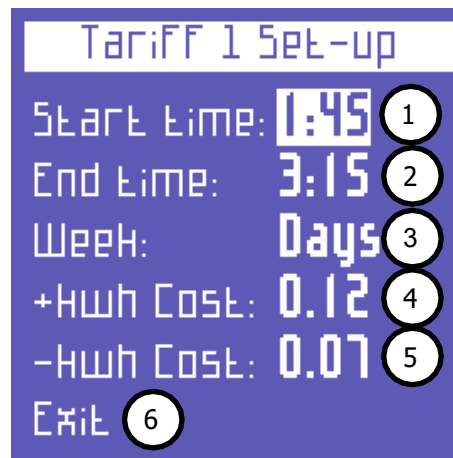 Tariff 1 Set-up
Start time: 1:45 1
End time: 3:15 2
Week: Days 3
+kWh Cost: 0.12 4
-kWh Cost: 0.07 5
Exit 6